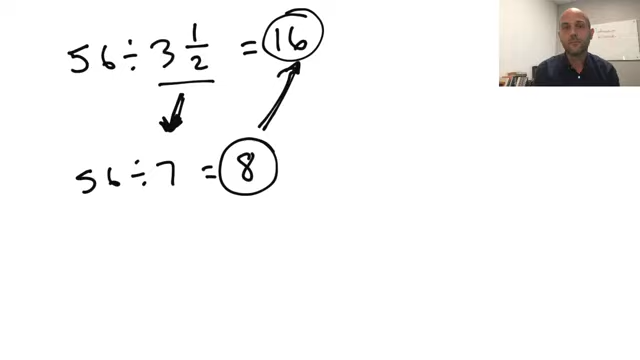 56 ÷ 3 1/2 = 16
56 ÷ 7 = 8